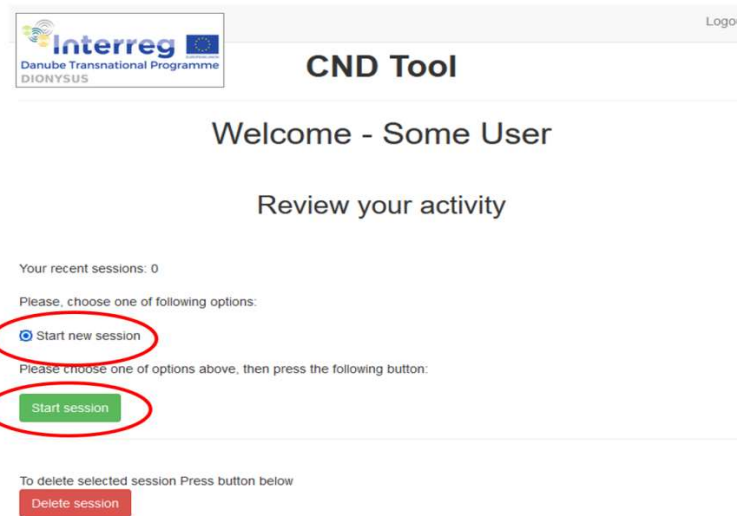 Logo
Interreg
Danube Transnational Programme
DIONYSUS
CND Tool
Welcome - Some User
Review your activity
Your recent sessions: 0
Please, choose one of following options:
Start new session
Please choose one of options above, then press the following button:
Start session
To delete selected session Press button below
Delete session